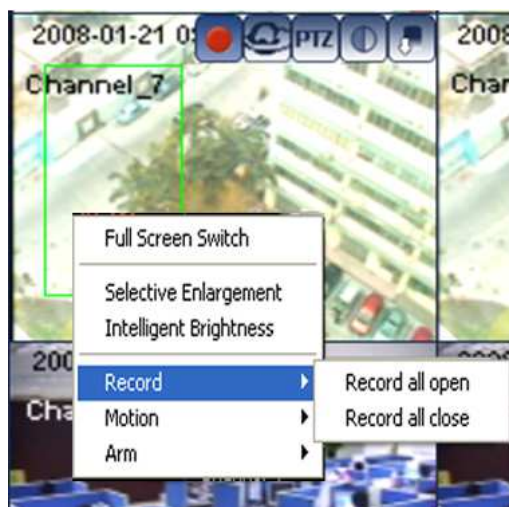 2008-01-21 0
PTZ
2008
Channel_7
Char
Full Screen Switch
Selective Enlargement
Intelligent Brightness
200
Record
Record all open
Cha
Motion
Record all close
Arm